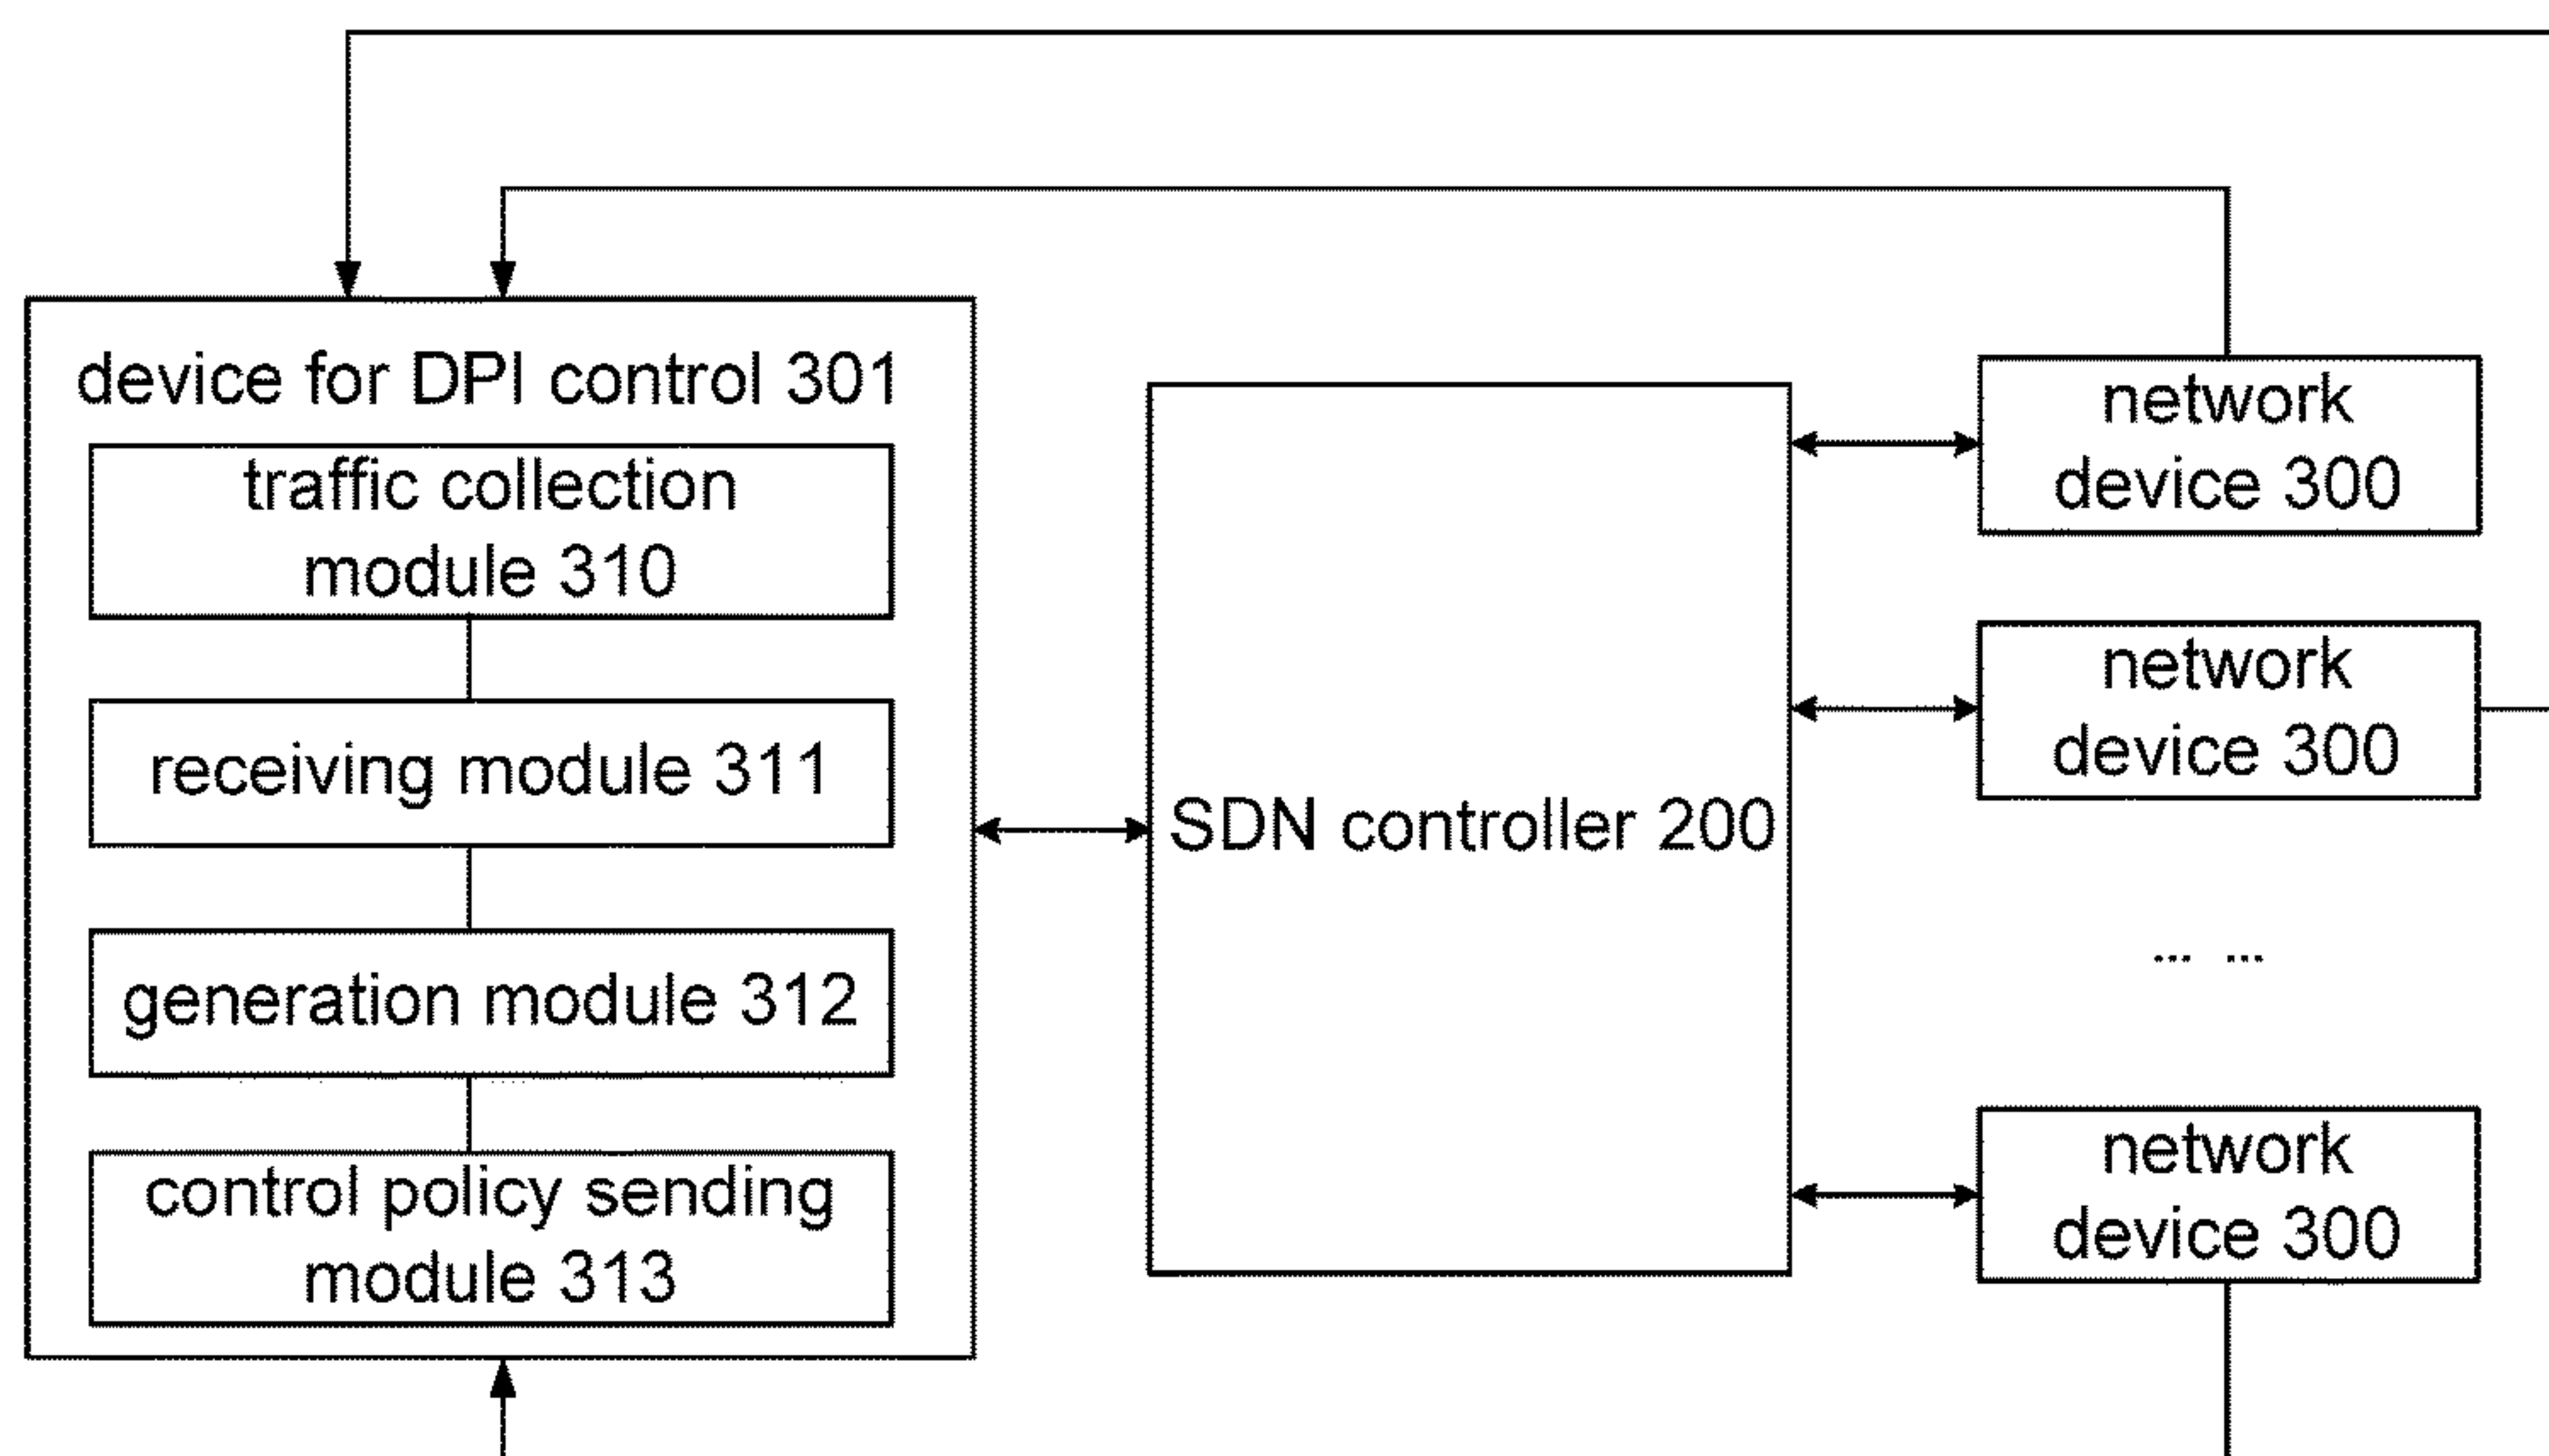 device for DPI control 301
traffic collection
module 310
receiving module 311
generation module 312
control policy sending
module 313
SDN controller 200
network
device 300
network
device 300
... ...
network
device 300